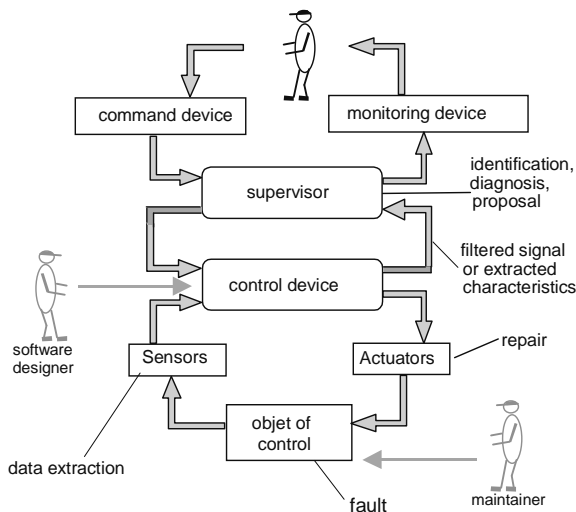 command device
monitoring device
supervisor
identification,
diagnosis,
proposal
filtered signal
or extracted
characteristics
control device
software
designer
Sensors
Actuators
repair
objet of
control
data extraction
fault
maintainer